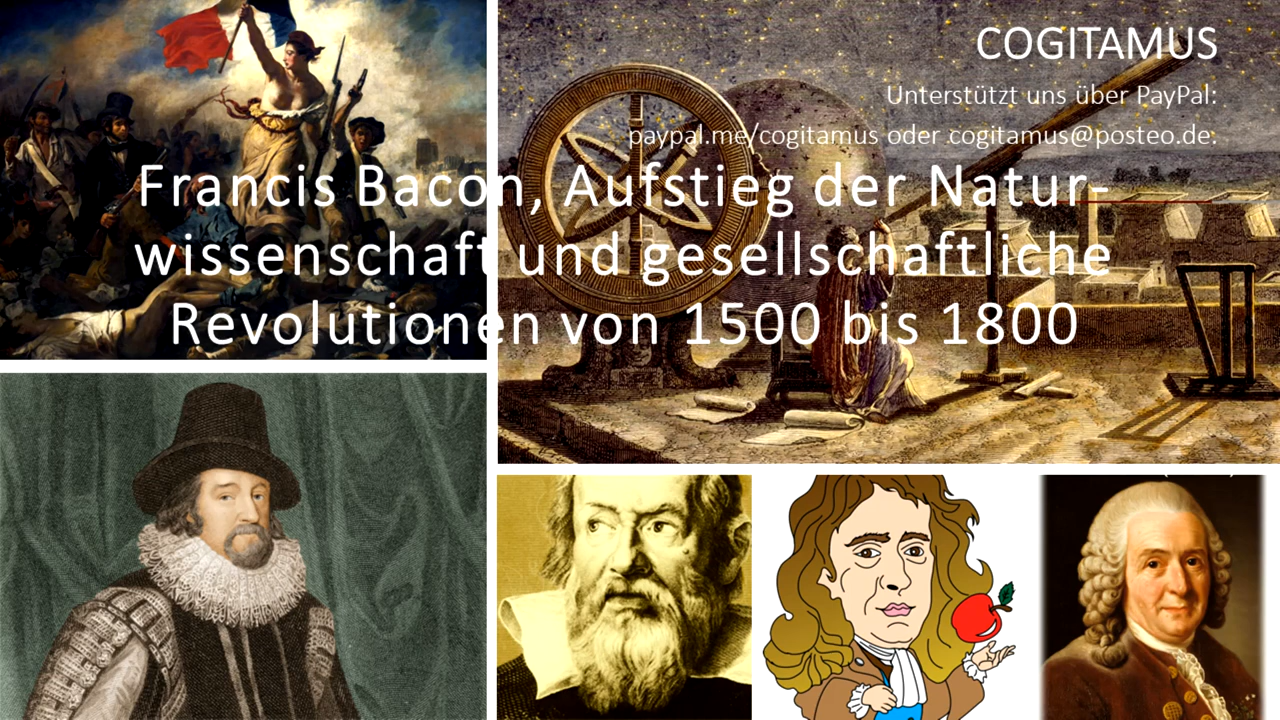 COGITAMUS
Unterstützt uns über PayPal:
paypal.me/cogitamus oder cogitamus@posteo.de.
Francis Bacon, Aufstieg der Natur-
wissenschaft und gesellschaftliche
Revolutionen von 1500 bis 1800